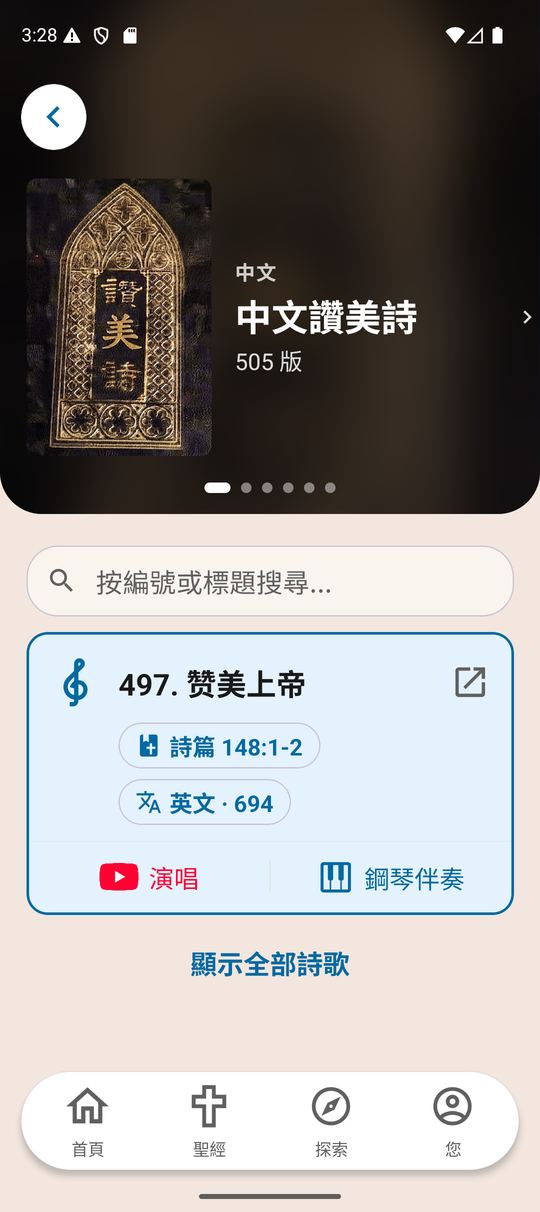 3:28
讚
美
詩
中文
中文讚美詩
505 版
按編號或標題搜尋...
497. 赞美上帝
詩篇 148:1-2
英文 · 694
演唱
鋼琴伴奏
顯示全部詩歌
首頁
聖經
探索
您